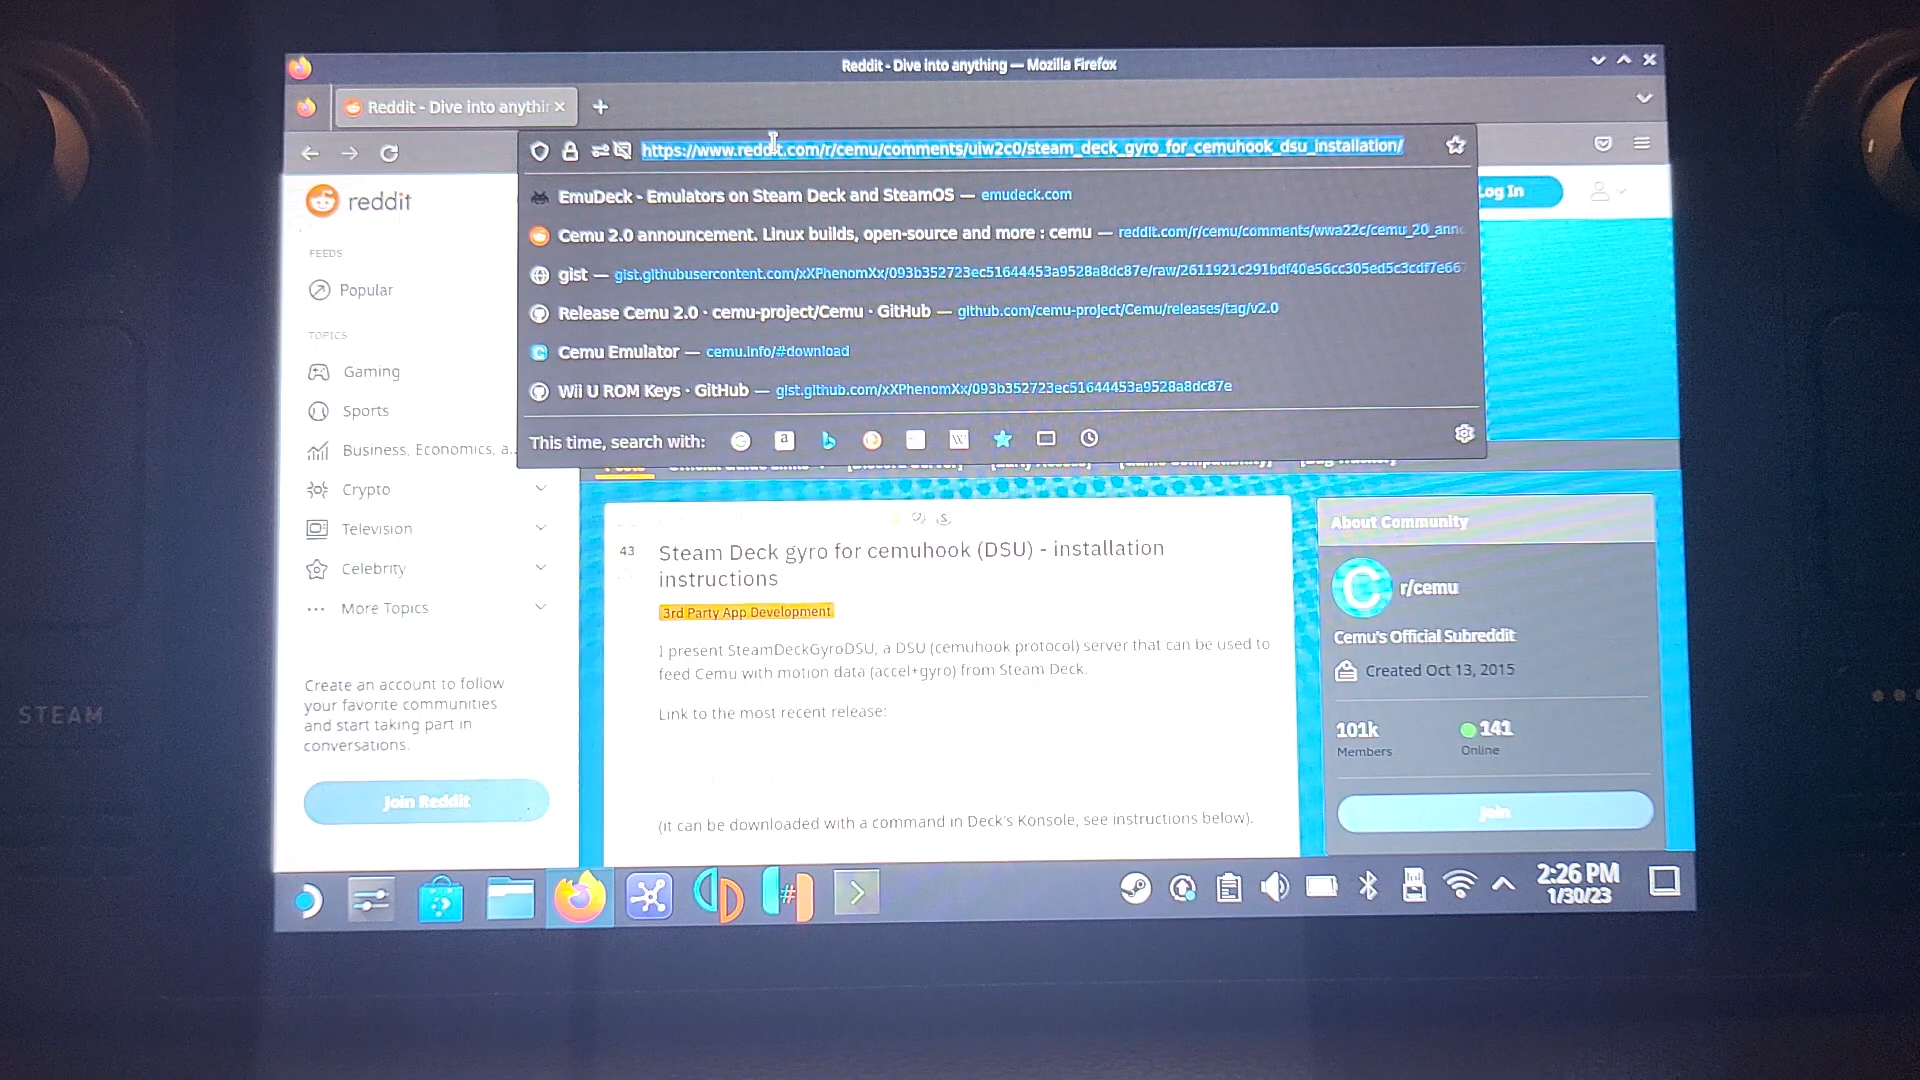 Reddit - Dive into anything — Mozilla Firefox
Reddit - Dive into anythin
https://www.reddit.com/r/cemu/comments/uiw2c0/steam_deck_gyro_for_cemuhook_dsu_installation/
EmuDeck - Emulators on Steam Deck and SteamOS — emudeck.com
Cemu 2.0 announcement. Linux builds, open-source and more : cemu — reddit.com/r/cemu/comments/wwa22c/cemu_20_ann
gist — gist.githubusercontent.com/xXPhenomXx/093b352723ec51644453a9528a8dc87e/raw/2611921c291bdf40e56cc305ed5c3cdf7e66
Release Cemu 2.0 · cemu-project/Cemu · GitHub — github.com/cemu-project/Cemu/releases/tag/v2.0
Cemu Emulator — cemu.info/#download
Wii U ROM Keys · GitHub — gist.github.com/xXPhenomXx/093b352723ec51644453a9528a8dc87e
This time, search with:
Log In
reddit
FEEDS
Popular
TOPICS
Gaming
Sports
Business, Economics, a...
Crypto
Television
Celebrity
More Topics
Create an account to follow
your favorite communities
and start taking part in
conversations.
Join Reddit
43
Steam Deck gyro for cemuhook (DSU) - installation
instructions
3rd Party App Development
I present SteamDeckGyroDSU, a DSU (cemuhook protocol) server that can be used to
feed Cemu with motion data (accel+gyro) from Steam Deck.
Link to the most recent release:
(it can be downloaded with a command in Deck's Konsole, see instructions below).
About Community
r/cemu
Cemu's Official Subreddit
Created Oct 13, 2015
101k
141
Members
Online
Join
2:26 PM
1/30/23
STEAM